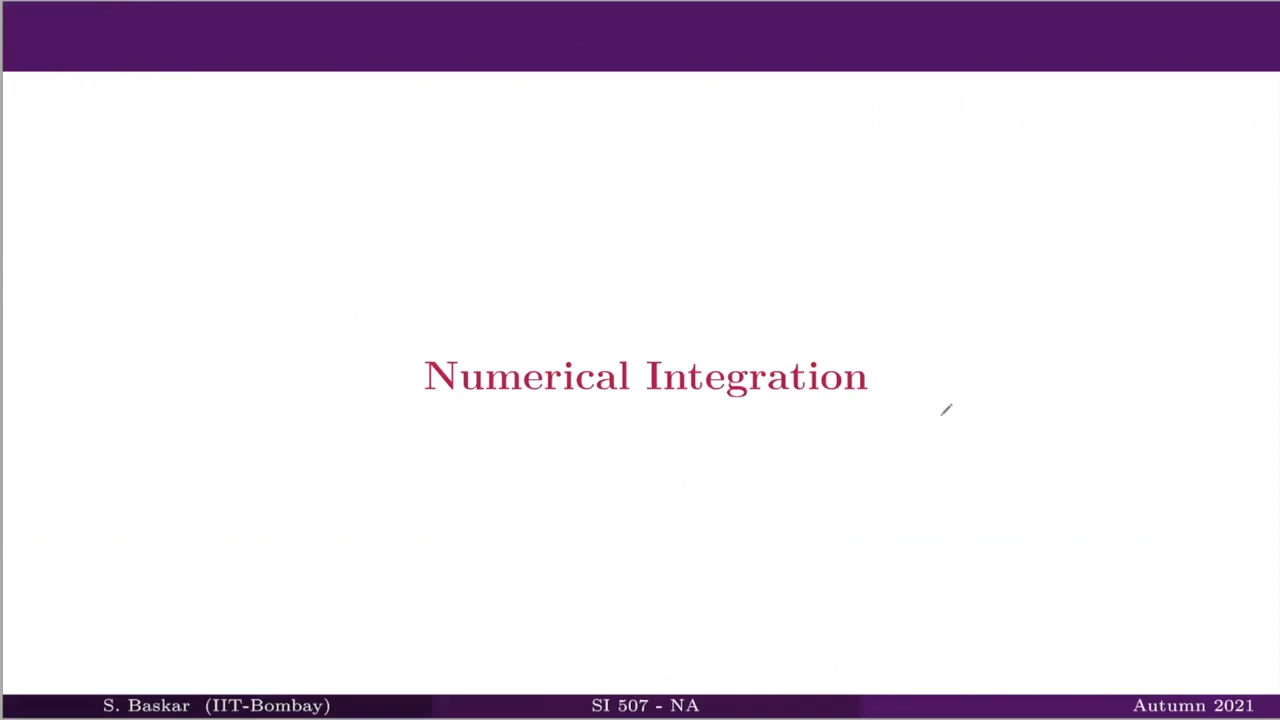 Numerical Integration
S. Baskar (IIT-Bombay)
SI 507 - NA
Autumn 2021